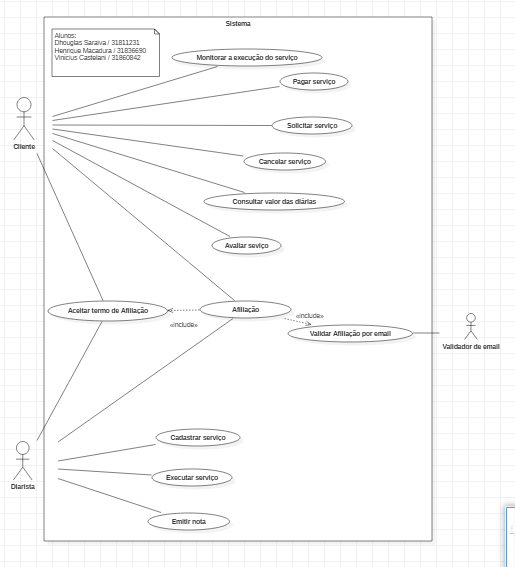 Sistema
Alunos:
Dhouglas Saraiva / 31811231
Henrique Macadura / 31836690
Vinicius Castelani / 31860842
Monitorar a execução do serviço
Pagar serviço
Solicitar serviço
Cliente
Cancelar serviço
Consultar valor das diárias
Avaliar seviço
Aceitar termo de Afiliação
Afiliação
«include»
«include»
Validar Afiliação por email
Validador de email
Cadastrar serviço
Executar serviço
Diarista
Emitir nota